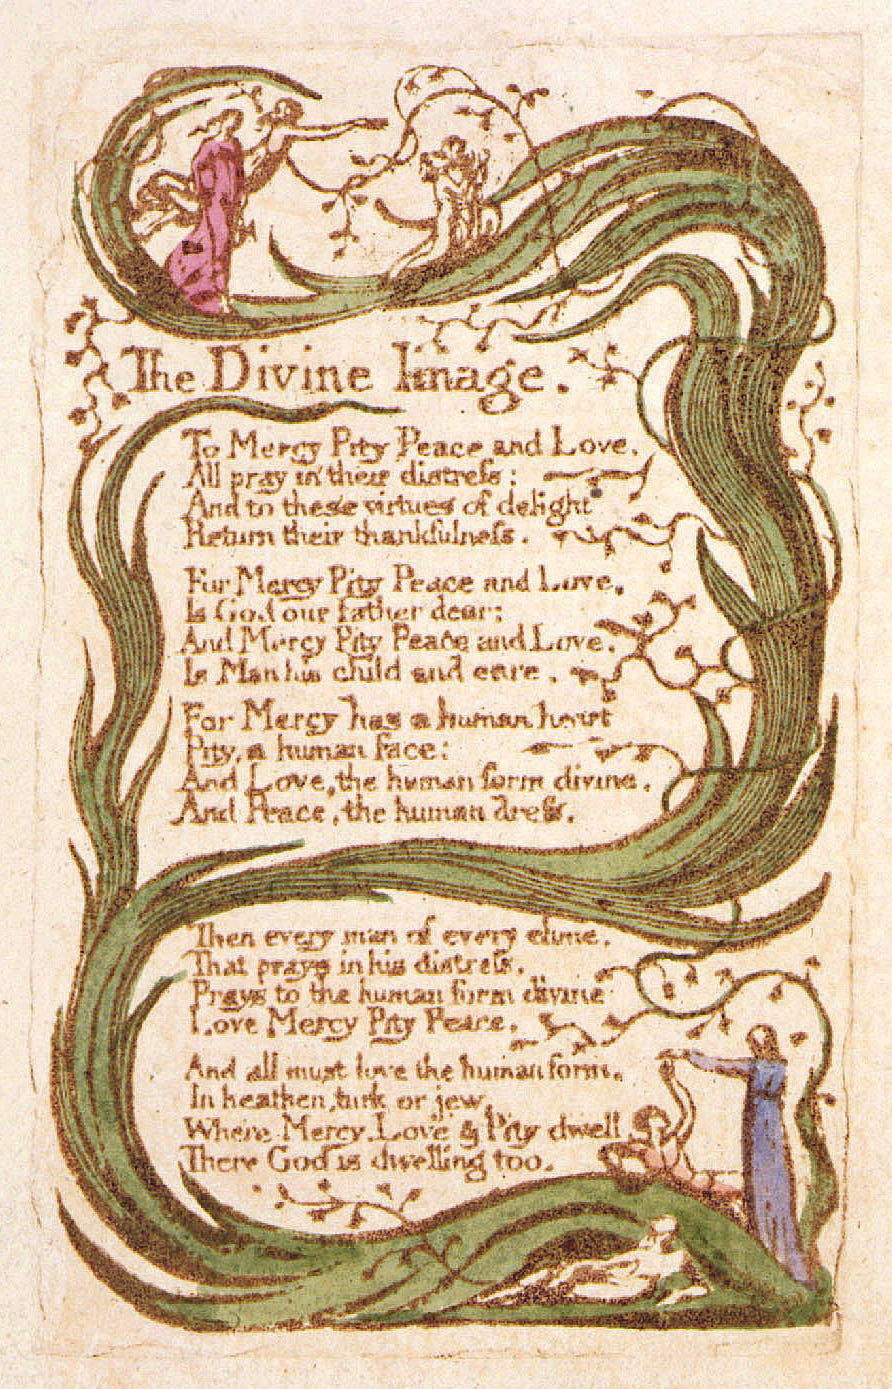 The Divine Image.
To Mercy Pity Peace and Love.
All pray in their distreſs:
And to these virtues of delight
Return their thankfulneſs.
For Mercy Pity Peace and Love,
Is God our father dear:
And Mercy Pity Peace and Love,
Is Man his child and care.
For Mercy has a human heart
Pity, a human face:
And Love, the human form divine.
And Peace, the human dreſs.
Then every man of every clime,
That prays in his distreſs,
Prays to the human form divine
Love Mercy Pity Peace.
And all must love the human form,
In heathen, turk or jew.
Where Mercy, Love & Pity dwell
There God is dwelling too.